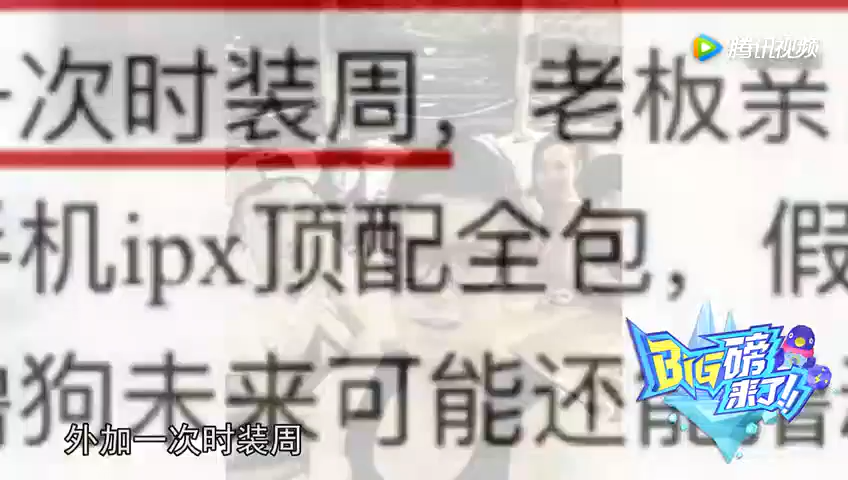 腾讯视频
一次时装周，老板亲
手机ipx顶配全包，假
狗未来可能还能
BIG磅来了!
外加一次时装周